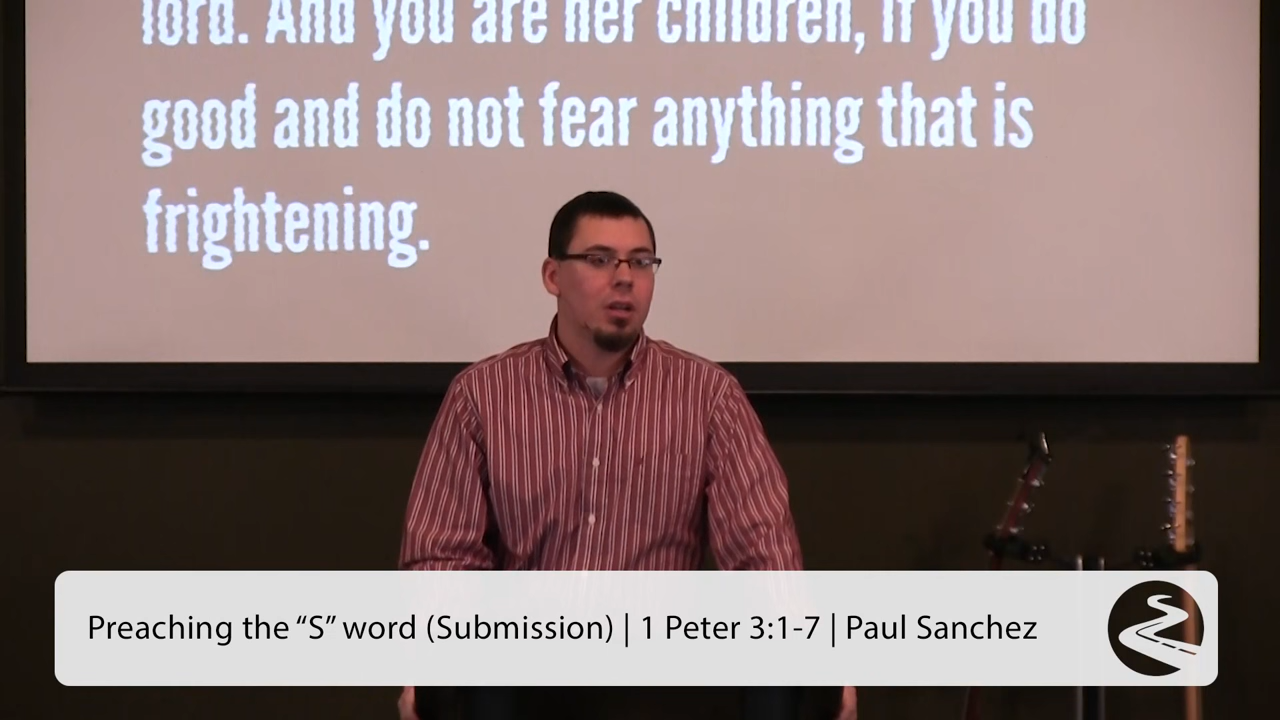 lord. And you are her children, if you do
good and do not fear anything that is
frightening.
Preaching the “S” word (Submission) | 1 Peter 3:1-7 | Paul Sanchez